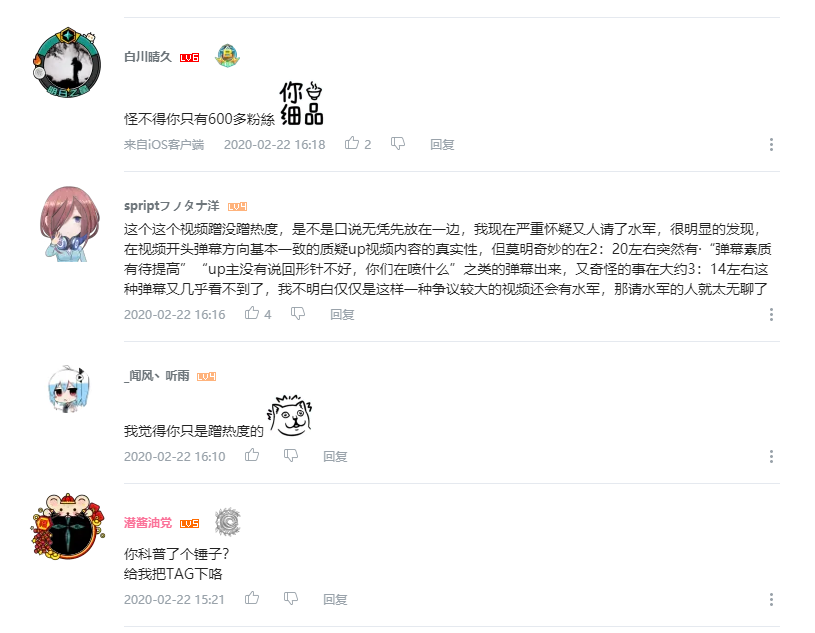 白川晴久 LV6
怪不得你只有600多粉絲 你细品
来自iOS客户端 2020-02-22 16:18 2 回复
spriptフノタナ洋 LV4
这个这个视频蹭没蹭热度，是不是口说无凭先放在一边，我现在严重怀疑又人请了水军，很明显的发现，
在视频开头弹幕方向基本一致的质疑up视频内容的真实性，但莫明奇妙的在2：20左右突然有·“弹幕素质
有待提高”“up主没有说回形针不好，你们在喷什么”之类的弹幕出来，又奇怪的事在大约3：14左右这
种弹幕又几乎看不到了，我不明白仅仅是这样一种争议较大的视频还会有水军，那请水军的人就太无聊了
2020-02-22 16:16 4 回复
_闻风丶听雨 LV4
我觉得你只是蹭热度的
2020-02-22 16:10 回复
潜酱油党 LV5
你科普了个锤子？
给我把TAG下咯
2020-02-22 15:21 回复